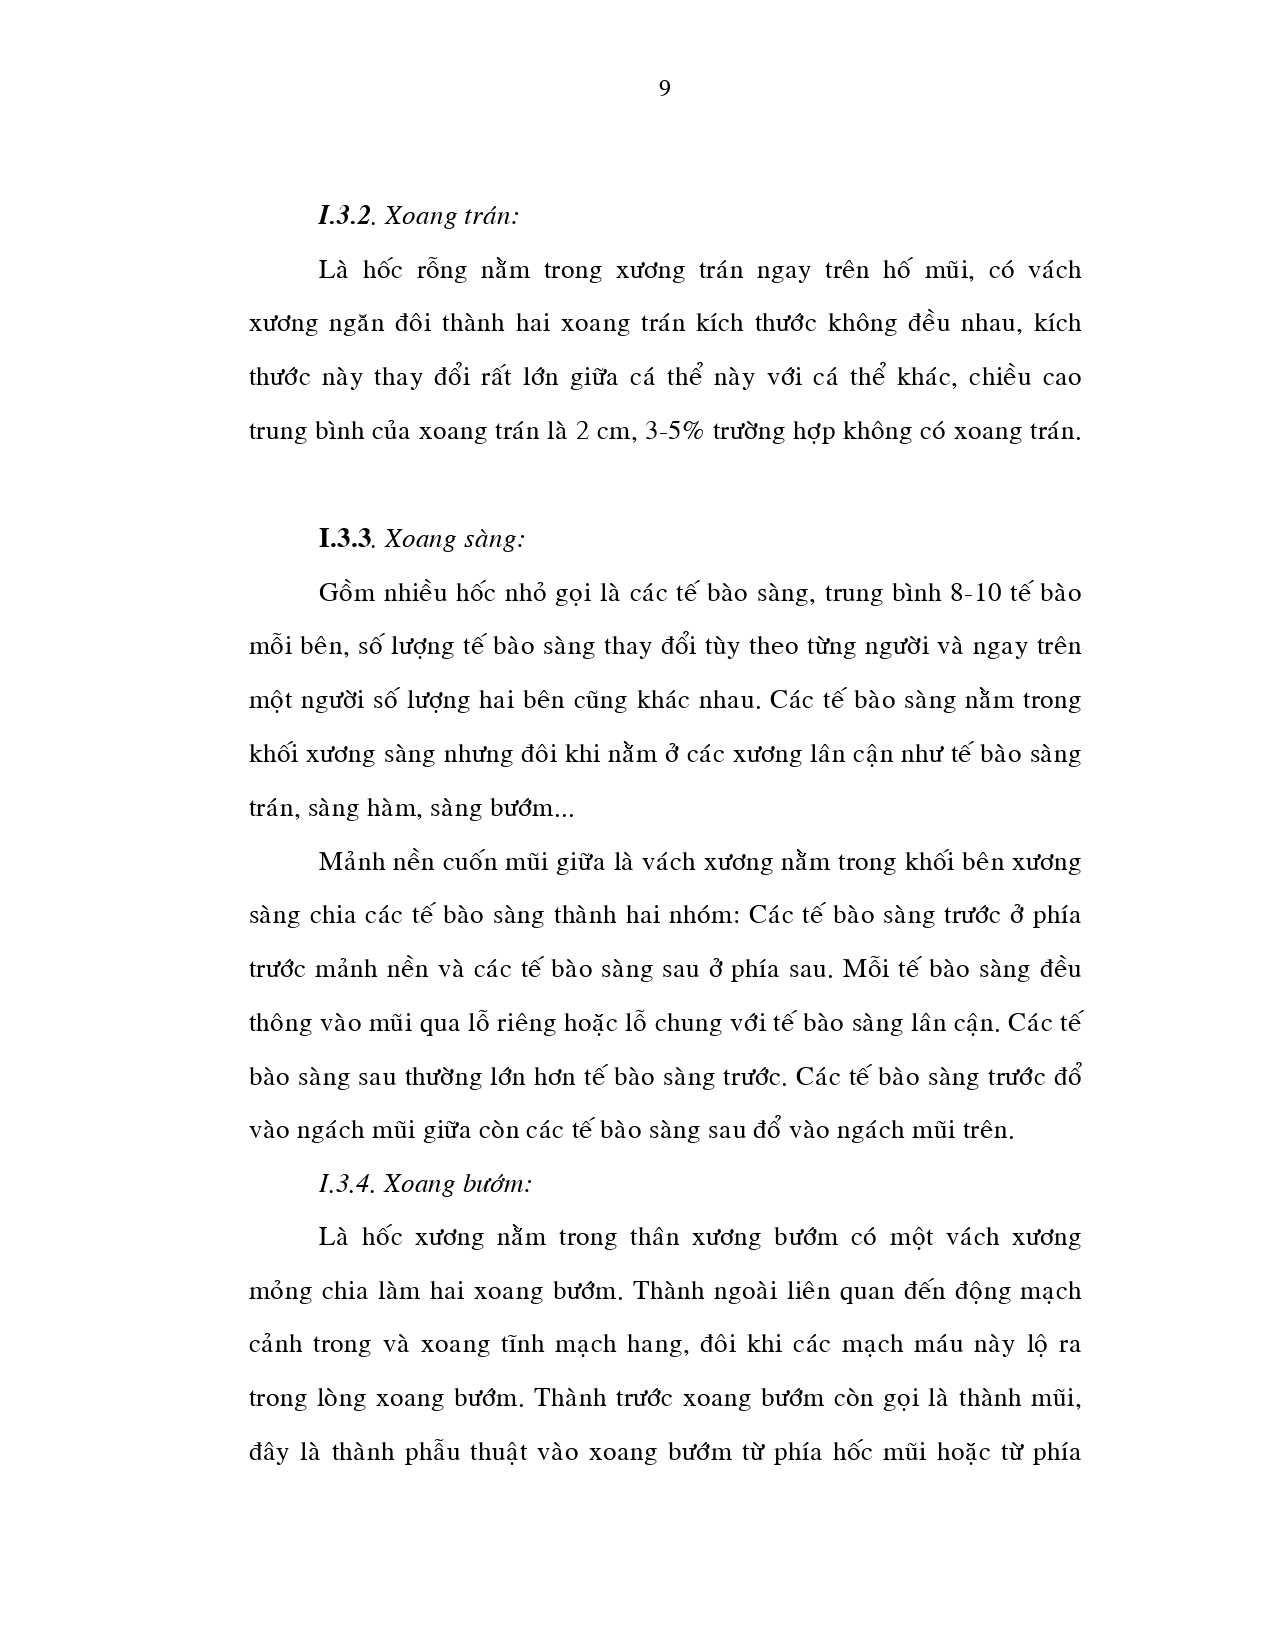 9
I.3.2. Xoang trán:
Là hốc rỗng nằm trong xương trán ngay trên hố mũi, có vách
xương ngăn đôi thành hai xoang trán kích thước không đều nhau, kích
thước này thay đổi rất lớn giữa cá thể này với cá thể khác, chiều cao
trung bình của xoang trán là 2 cm, 3-5% trường hợp không có xoang trán.
I.3.3. Xoang sàng:
Gồm nhiều hốc nhỏ gọi là các tế bào sàng, trung bình 8-10 tế bào
mỗi bên, số lượng tế bào sàng thay đổi tùy theo từng người và ngay trên
một người số lượng hai bên cũng khác nhau. Các tế bào sàng nằm trong
khối xương sàng nhưng đôi khi nằm ở các xương lân cận như tế bào sàng
trán, sàng hàm, sàng bướm...
Mảnh nền cuốn mũi giữa là vách xương nằm trong khối bên xương
sàng chia các tế bào sàng thành hai nhóm: Các tế bào sàng trước ở phía
trước mảnh nền và các tế bào sàng sau ở phía sau. Mỗi tế bào sàng đều
thông vào mũi qua lỗ riêng hoặc lỗ chung với tế bào sàng lân cận. Các tế
bào sàng sau thường lớn hơn tế bào sàng trước. Các tế bào sàng trước đổ
vào ngách mũi giữa còn các tế bào sàng sau đổ vào ngách mũi trên.
I.3.4. Xoang bướm:
Là hốc xương nằm trong thân xương bướm có một vách xương
mỏng chia làm hai xoang bướm. Thành ngoài liên quan đến động mạch
cảnh trong và xoang tĩnh mạch hang, đôi khi các mạch máu này lộ ra
trong lòng xoang bướm. Thành trước xoang bướm còn gọi là thành mũi,
đây là thành phẫu thuật vào xoang bướm từ phía hốc mũi hoặc từ phía